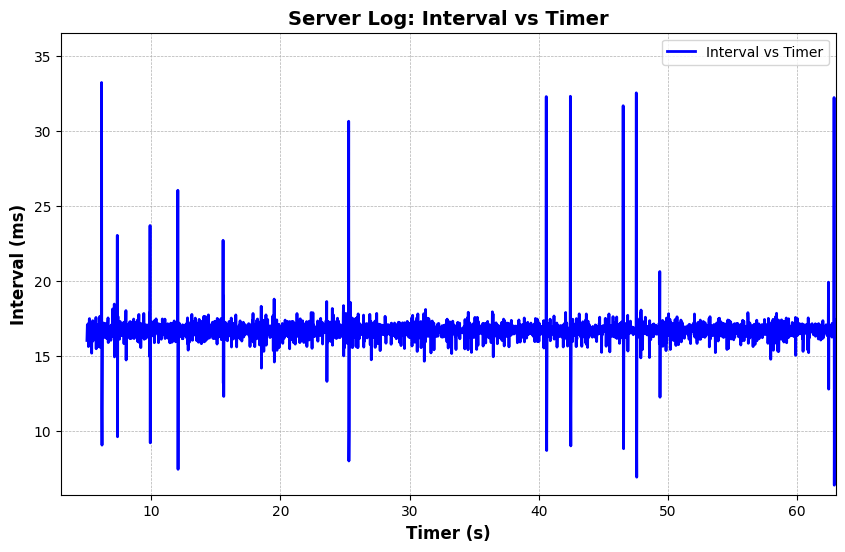 Server Log: Interval vs Timer
Interval vs Timer
Interval (ms)
35
30
25
20
15
10
10 20 30 40 50 60
Timer (s)